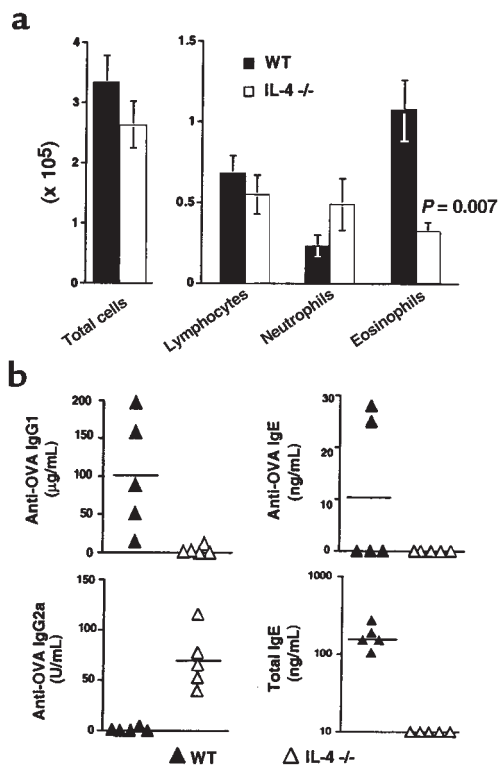 a
(x 10⁵)
4
3
2
1
0
Total cells
1.5
1
0.5
0
WT
IL-4 -/-
P = 0.007
Lymphocytes
Neutrophils
Eosinophils
b
Anti-OVA IgG1
(µg/mL)
200
150
100
50
0
Anti-OVA IgE
(ng/mL)
30
20
10
0
Anti-OVA IgG2a
(U/mL)
150
100
50
0
Total IgE
(ng/mL)
1000
100
10
WT
IL-4 -/-